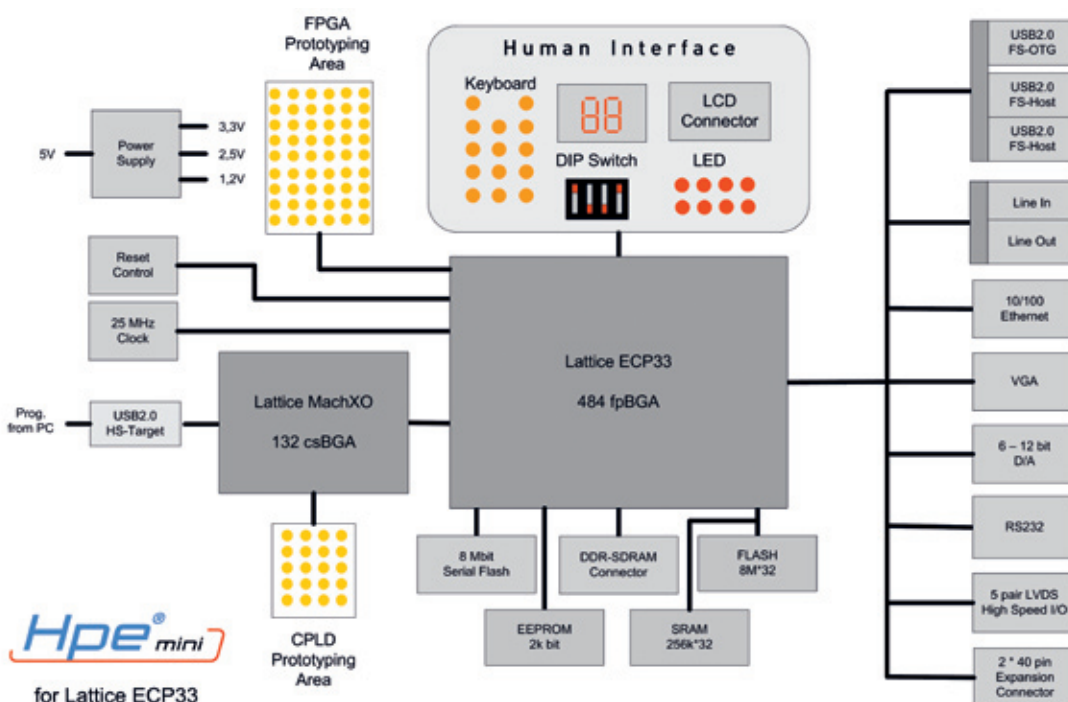 FPGA
Prototyping
Area
Human Interface
Keyboard
88
LCD
Connector
DIP Switch
LED
5V
Power
Supply
3,3V
2,5V
1,2V
Reset
Control
25 MHz
Clock
Prog.
from PC
USB2.0
HS-Target
Lattice MachXO
132 csBGA
Lattice ECP33
484 fpBGA
CPLD
Prototyping
Area
8 Mbit
Serial Flash
EEPROM
2k bit
DDR-SDRAM
Connector
SRAM
256k*32
FLASH
8M*32
USB2.0
FS-OTG
USB2.0
FS-Host
USB2.0
FS-Host
Line In
Line Out
10/100
Ethernet
VGA
6 – 12 bit
D/A
RS232
5 pair LVDS
High Speed I/O
2 * 40 pin
Expansion
Connector
Hpe® mini
for Lattice ECP33